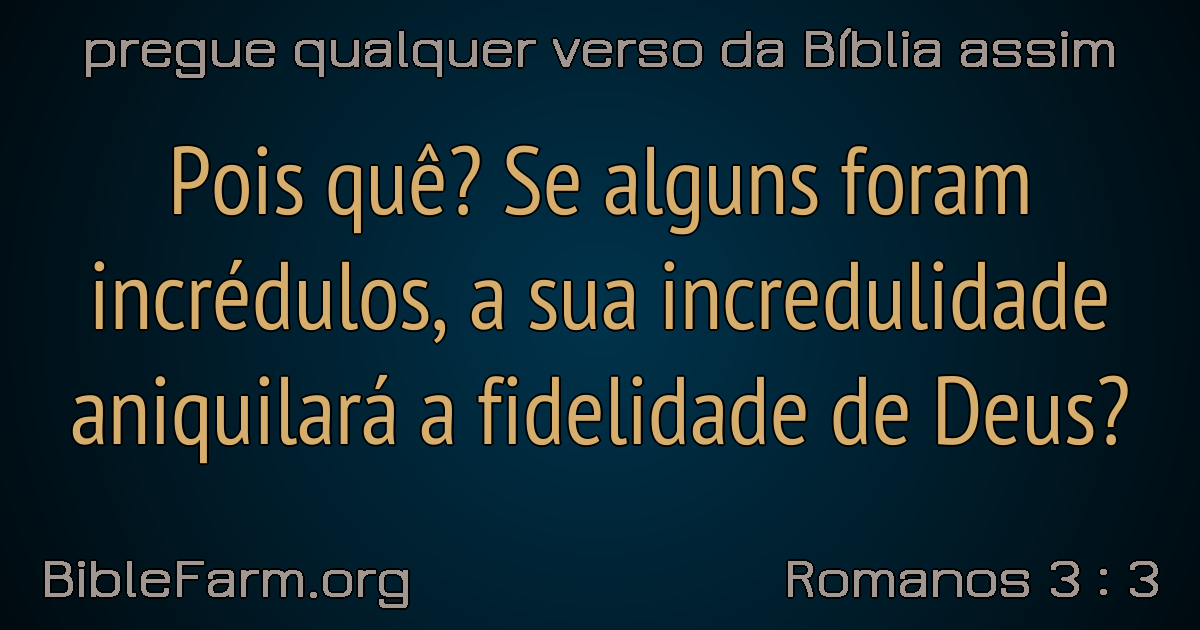 pregue qualquer verso da Bíblia assim
Pois quê? Se alguns foram
incrédulos, a sua incredulidade
aniquilará a fidelidade de Deus?
BibleFarm.org
Romanos 3 : 3